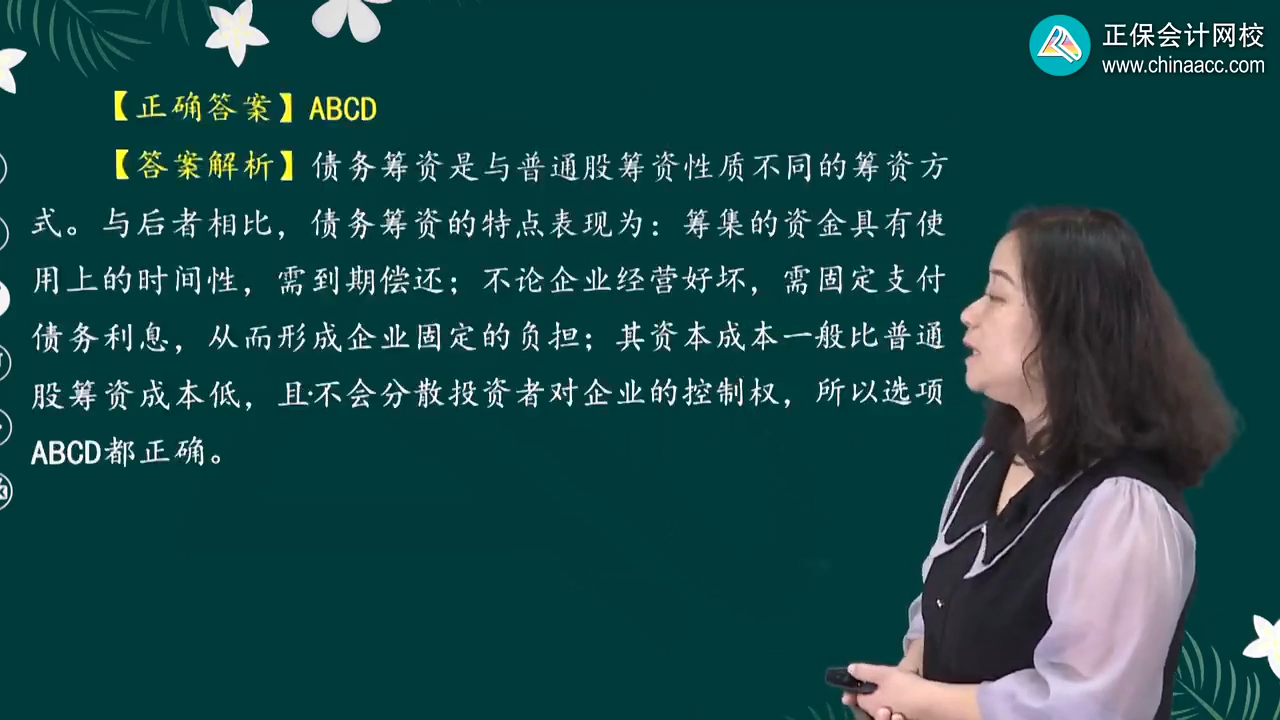 正保会计网校
www.chinaacc.com
【正确答案】ABCD
【答案解析】债务筹资是与普通股筹资性质不同的筹资方
式。与后者相比，债务筹资的特点表现为：筹集的资金具有使
用上的时间性，需到期偿还；不论企业经营好坏，需固定支付
债务利息，从而形成企业固定的负担；其资本成本一般比普通
股筹资成本低，且不会分散投资者对企业的控制权，所以选项
ABCD都正确。